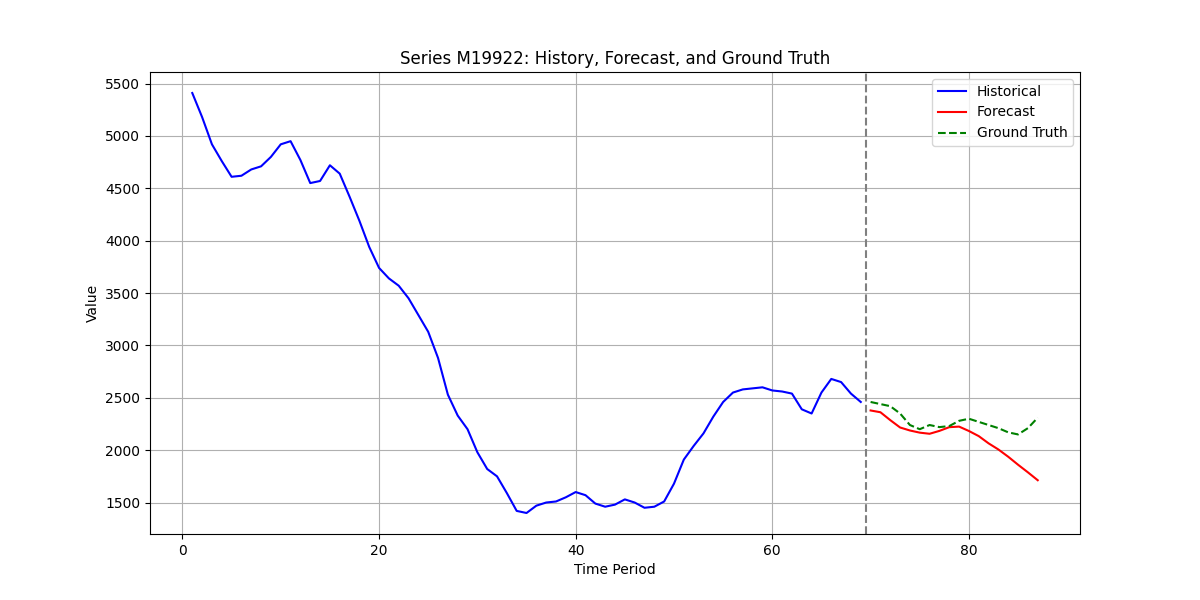 Series M19922: History, Forecast, and Ground Truth
Historical
Forecast
Ground Truth
Value
5500
5000
4500
4000
3500
3000
2500
2000
1500
0 20 40 60 80
Time Period